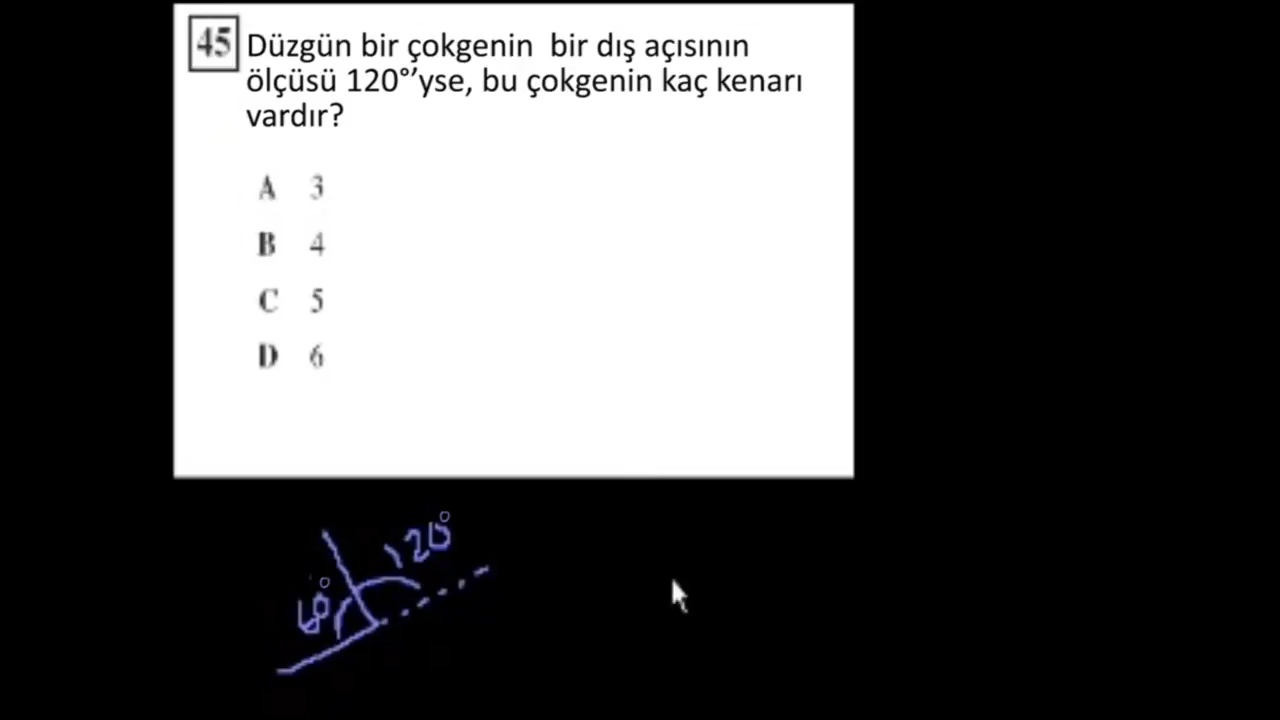 45 Düzgün bir çokgenin bir dış açısının
ölçüsü 120°'yse, bu çokgenin kaç kenarı
vardır?
A 3
B 4
C 5
D 6
120°
60°